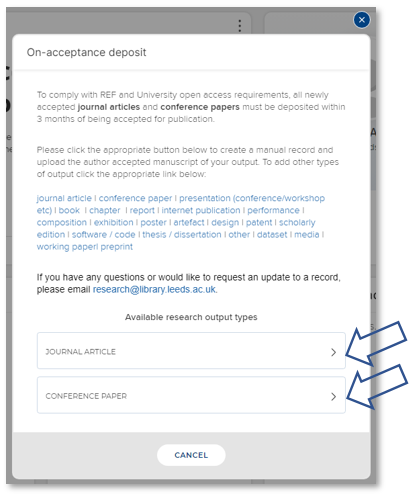 On-acceptance deposit
To comply with REF and University open access requirements, all newly
accepted journal articles and conference papers must be deposited within
3 months of being accepted for publication.
Please click the appropriate button below to create a manual record and
upload the author accepted manuscript of your output. To add other types
of output click the appropriate link below:
journal article | conference paper | presentation (conference/workshop
etc) | book | chapter | report | internet publication | performance |
composition | exhibition | poster | artefact | design | patent | scholarly
edition | software / code | thesis / dissertation | other | dataset | media |
working paper| preprint
If you have any questions or would like to request an update to a record,
please email research@library.leeds.ac.uk.
Available research output types
JOURNAL ARTICLE
CONFERENCE PAPER
CANCEL